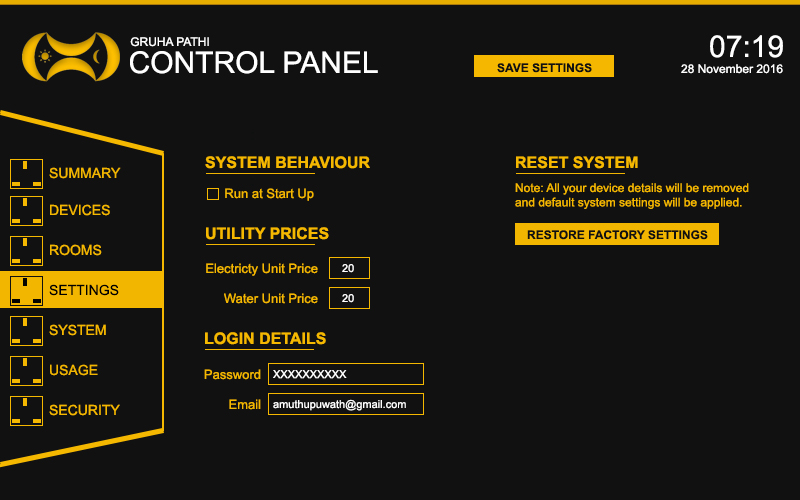 GRUHA PATHI
CONTROL PANEL
SAVE SETTINGS
07:19
28 November 2016
SUMMARY
DEVICES
ROOMS
SETTINGS
SYSTEM
USAGE
SECURITY
SYSTEM BEHAVIOUR
Run at Start Up
UTILITY PRICES
Electricty Unit Price 20
Water Unit Price 20
LOGIN DETAILS
Password XXXXXXXXXX
Email amuthupuwath@gmail.com
RESET SYSTEM
Note: All your device details will be removed
and default system settings will be applied.
RESTORE FACTORY SETTINGS